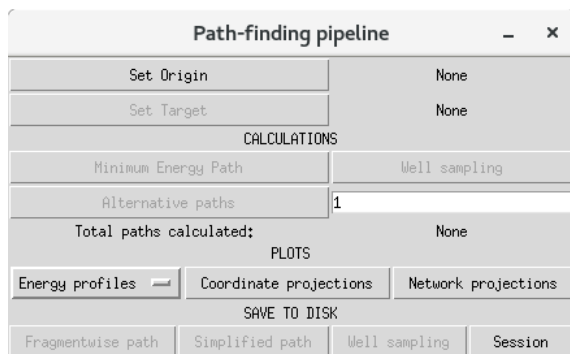 Path-finding pipeline
Set Origin None
Set Target None
CALCULATIONS
Minimum Energy Path Well sampling
Alternative paths 1
Total paths calculated: None
PLOTS
Energy profiles Coordinate projections Network projections
SAVE TO DISK
Fragmentwise path Simplified path Well sampling Session